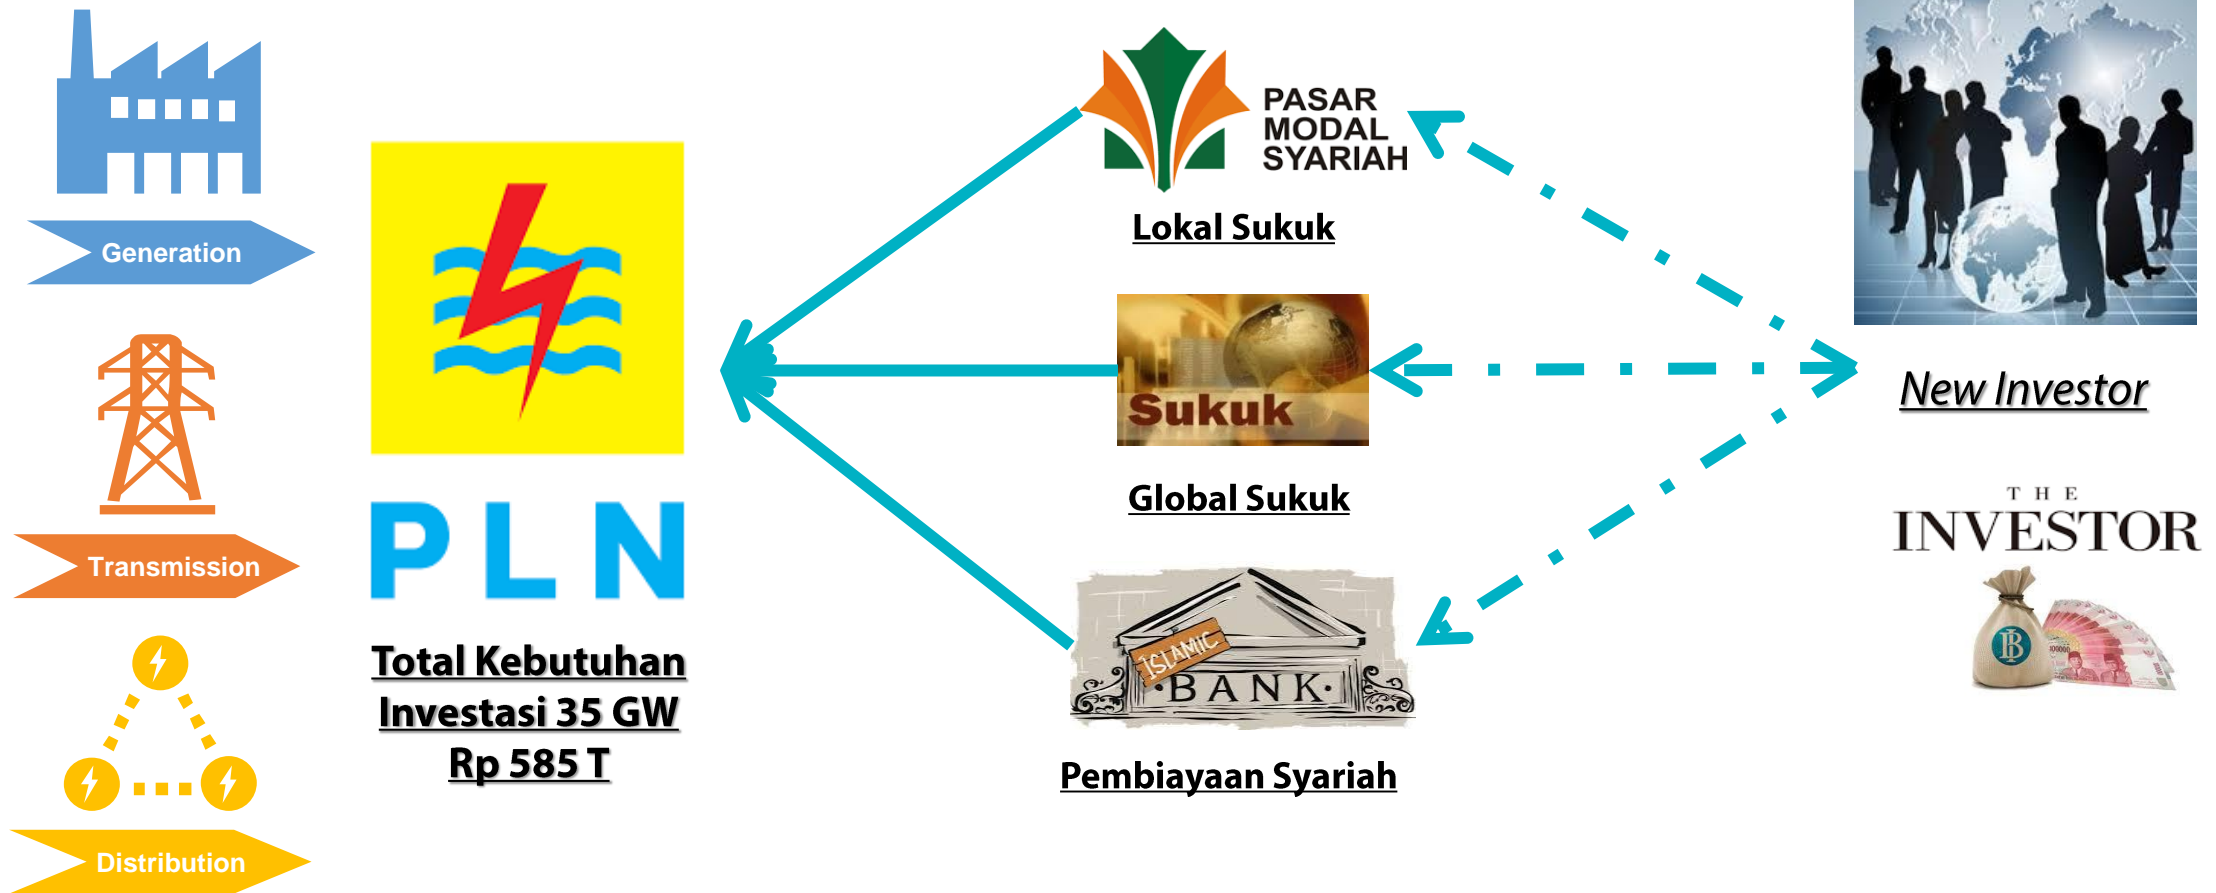 Generation
Transmission
Distribution
PLN
Total Kebutuhan
Investasi 35 GW
Rp 585 T
PASAR
MODAL
SYARIAH
Lokal Sukuk
Sukuk
Global Sukuk
ISLAMIC
BANK
Pembiayaan Syariah
New Investor
THE
INVESTOR